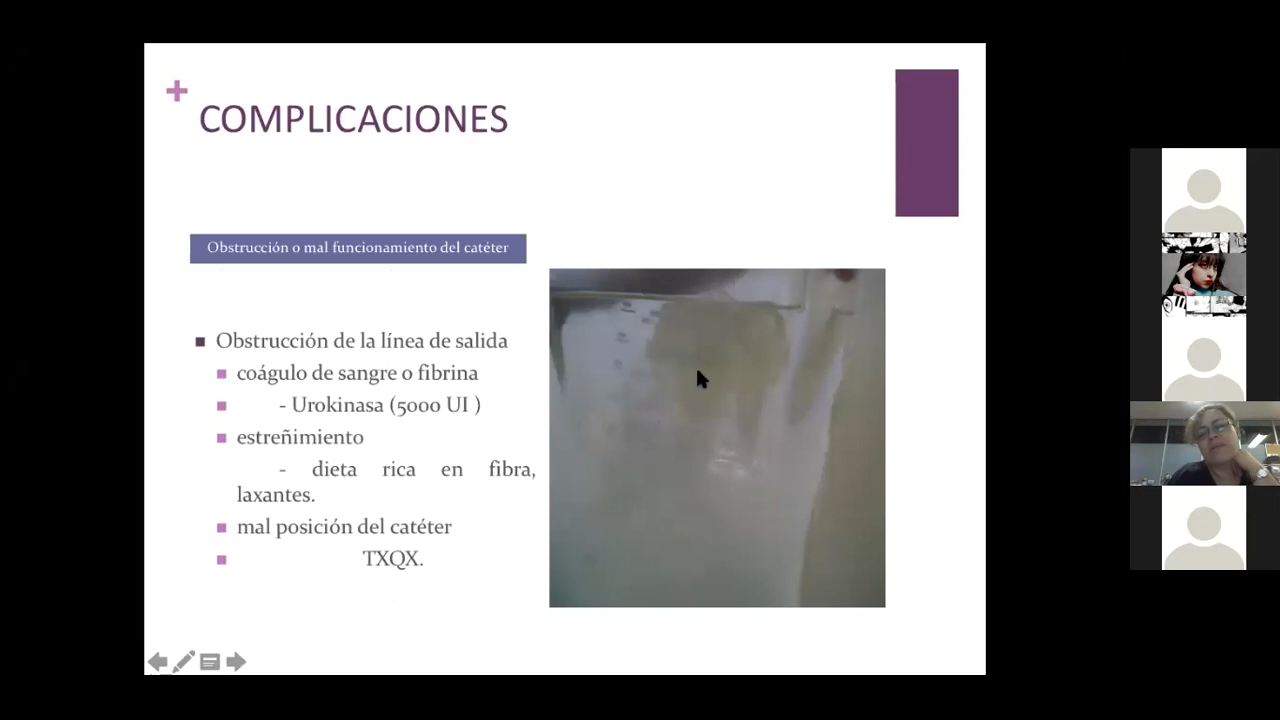 +
COMPLICACIONES
Obstrucción o mal funcionamiento del catéter
Obstrucción de la línea de salida
coágulo de sangre o fibrina
- Urokinasa (5000 UI )
estreñimiento
- dieta rica en fibra,
laxantes.
mal posición del catéter
TXQX.